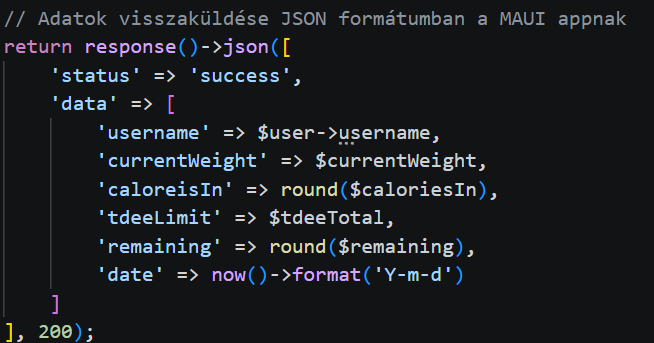 // Adatok visszaküldése JSON formátumban a MAUI appnak
return response()->json([
    'status' => 'success',
    'data' => [
        'username' => $user->username,
        'currentWeight' => $currentWeight,
        'caloreisIn' => round($caloriesIn),
        'tdeeLimit' => $tdeeTotal,
        'remaining' => round($remaining),
        'date' => now()->format('Y-m-d')
    ]
], 200);